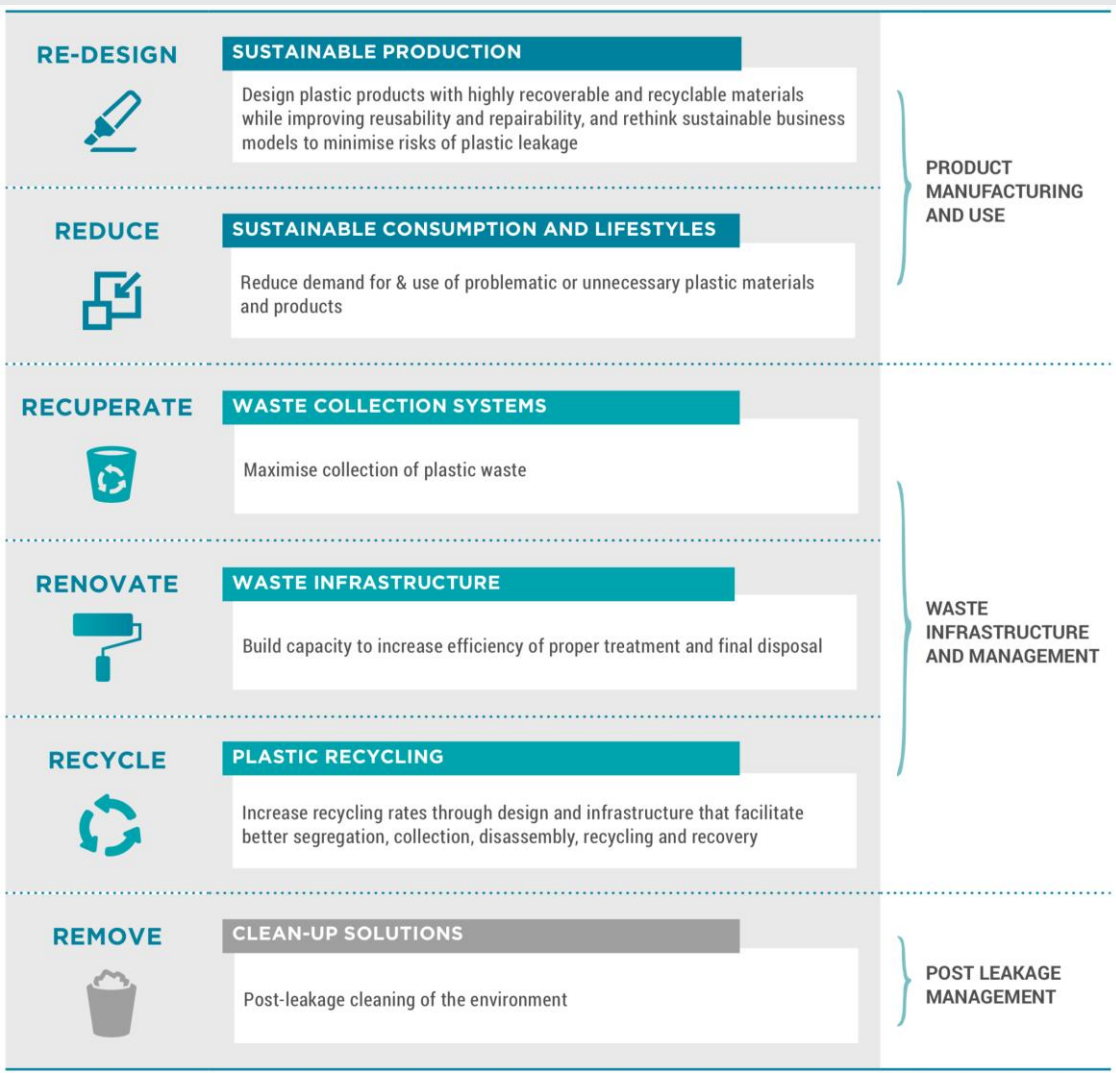 RE-DESIGN
SUSTAINABLE PRODUCTION
Design plastic products with highly recoverable and recyclable materials
while improving reusability and repairability, and rethink sustainable business
models to minimise risks of plastic leakage
REDUCE
SUSTAINABLE CONSUMPTION AND LIFESTYLES
Reduce demand for & use of problematic or unnecessary plastic materials
and products
PRODUCT
MANUFACTURING
AND USE
RECUPERATE
WASTE COLLECTION SYSTEMS
Maximise collection of plastic waste
RENOVATE
WASTE INFRASTRUCTURE
Build capacity to increase efficiency of proper treatment and final disposal
RECYCLE
PLASTIC RECYCLING
Increase recycling rates through design and infrastructure that facilitate
better segregation, collection, disassembly, recycling and recovery
WASTE
INFRASTRUCTURE
AND MANAGEMENT
REMOVE
CLEAN-UP SOLUTIONS
Post-leakage cleaning of the environment
POST LEAKAGE
MANAGEMENT